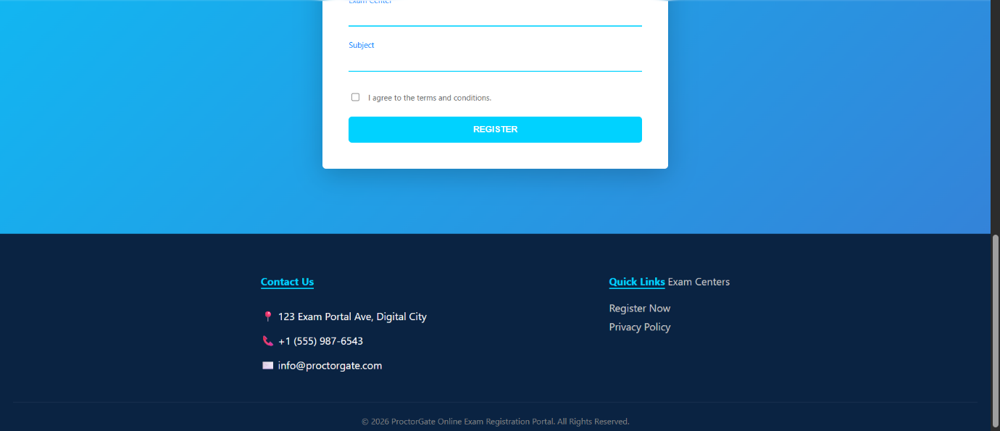 Exam Center
Subject
I agree to the terms and conditions.
REGISTER
Contact Us
123 Exam Portal Ave, Digital City
+1 (555) 987-6543
info@proctorgate.com
Quick Links Exam Centers
Register Now
Privacy Policy
© 2026 ProctorGate Online Exam Registration Portal. All Rights Reserved.